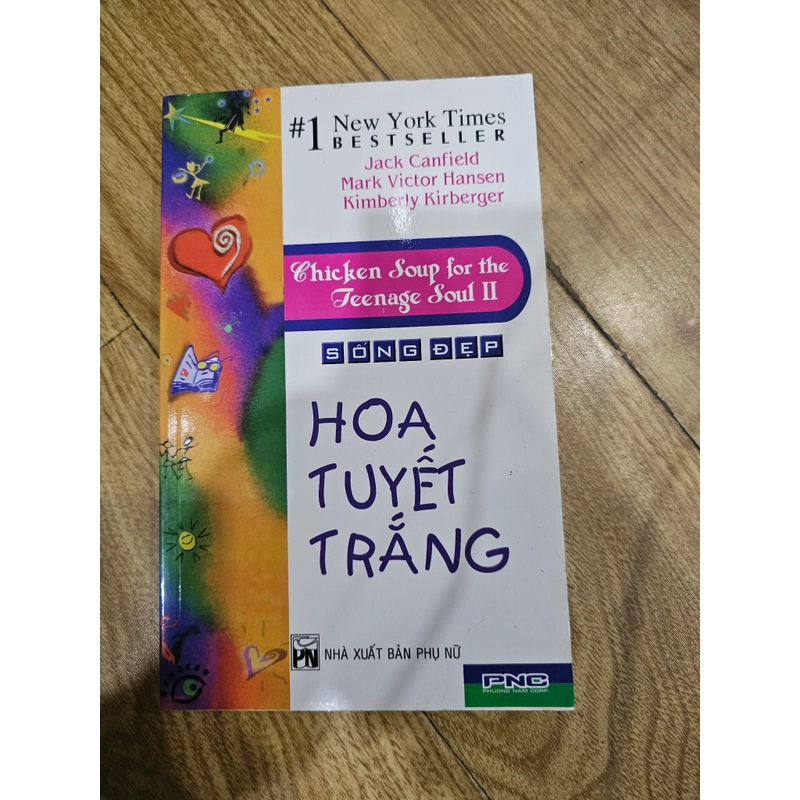 #1 New York Times
BESTSELLER
Jack Canfield
Mark Victor Hansen
Kimberly Kirberger
Chicken Soup for the
Teenage Soul II
SỐNG ĐẸP
HOA
TUYẾT
TRẮNG
PN NHÀ XUẤT BẢN PHỤ NỮ
PNC
PHUONG NAM CORP.